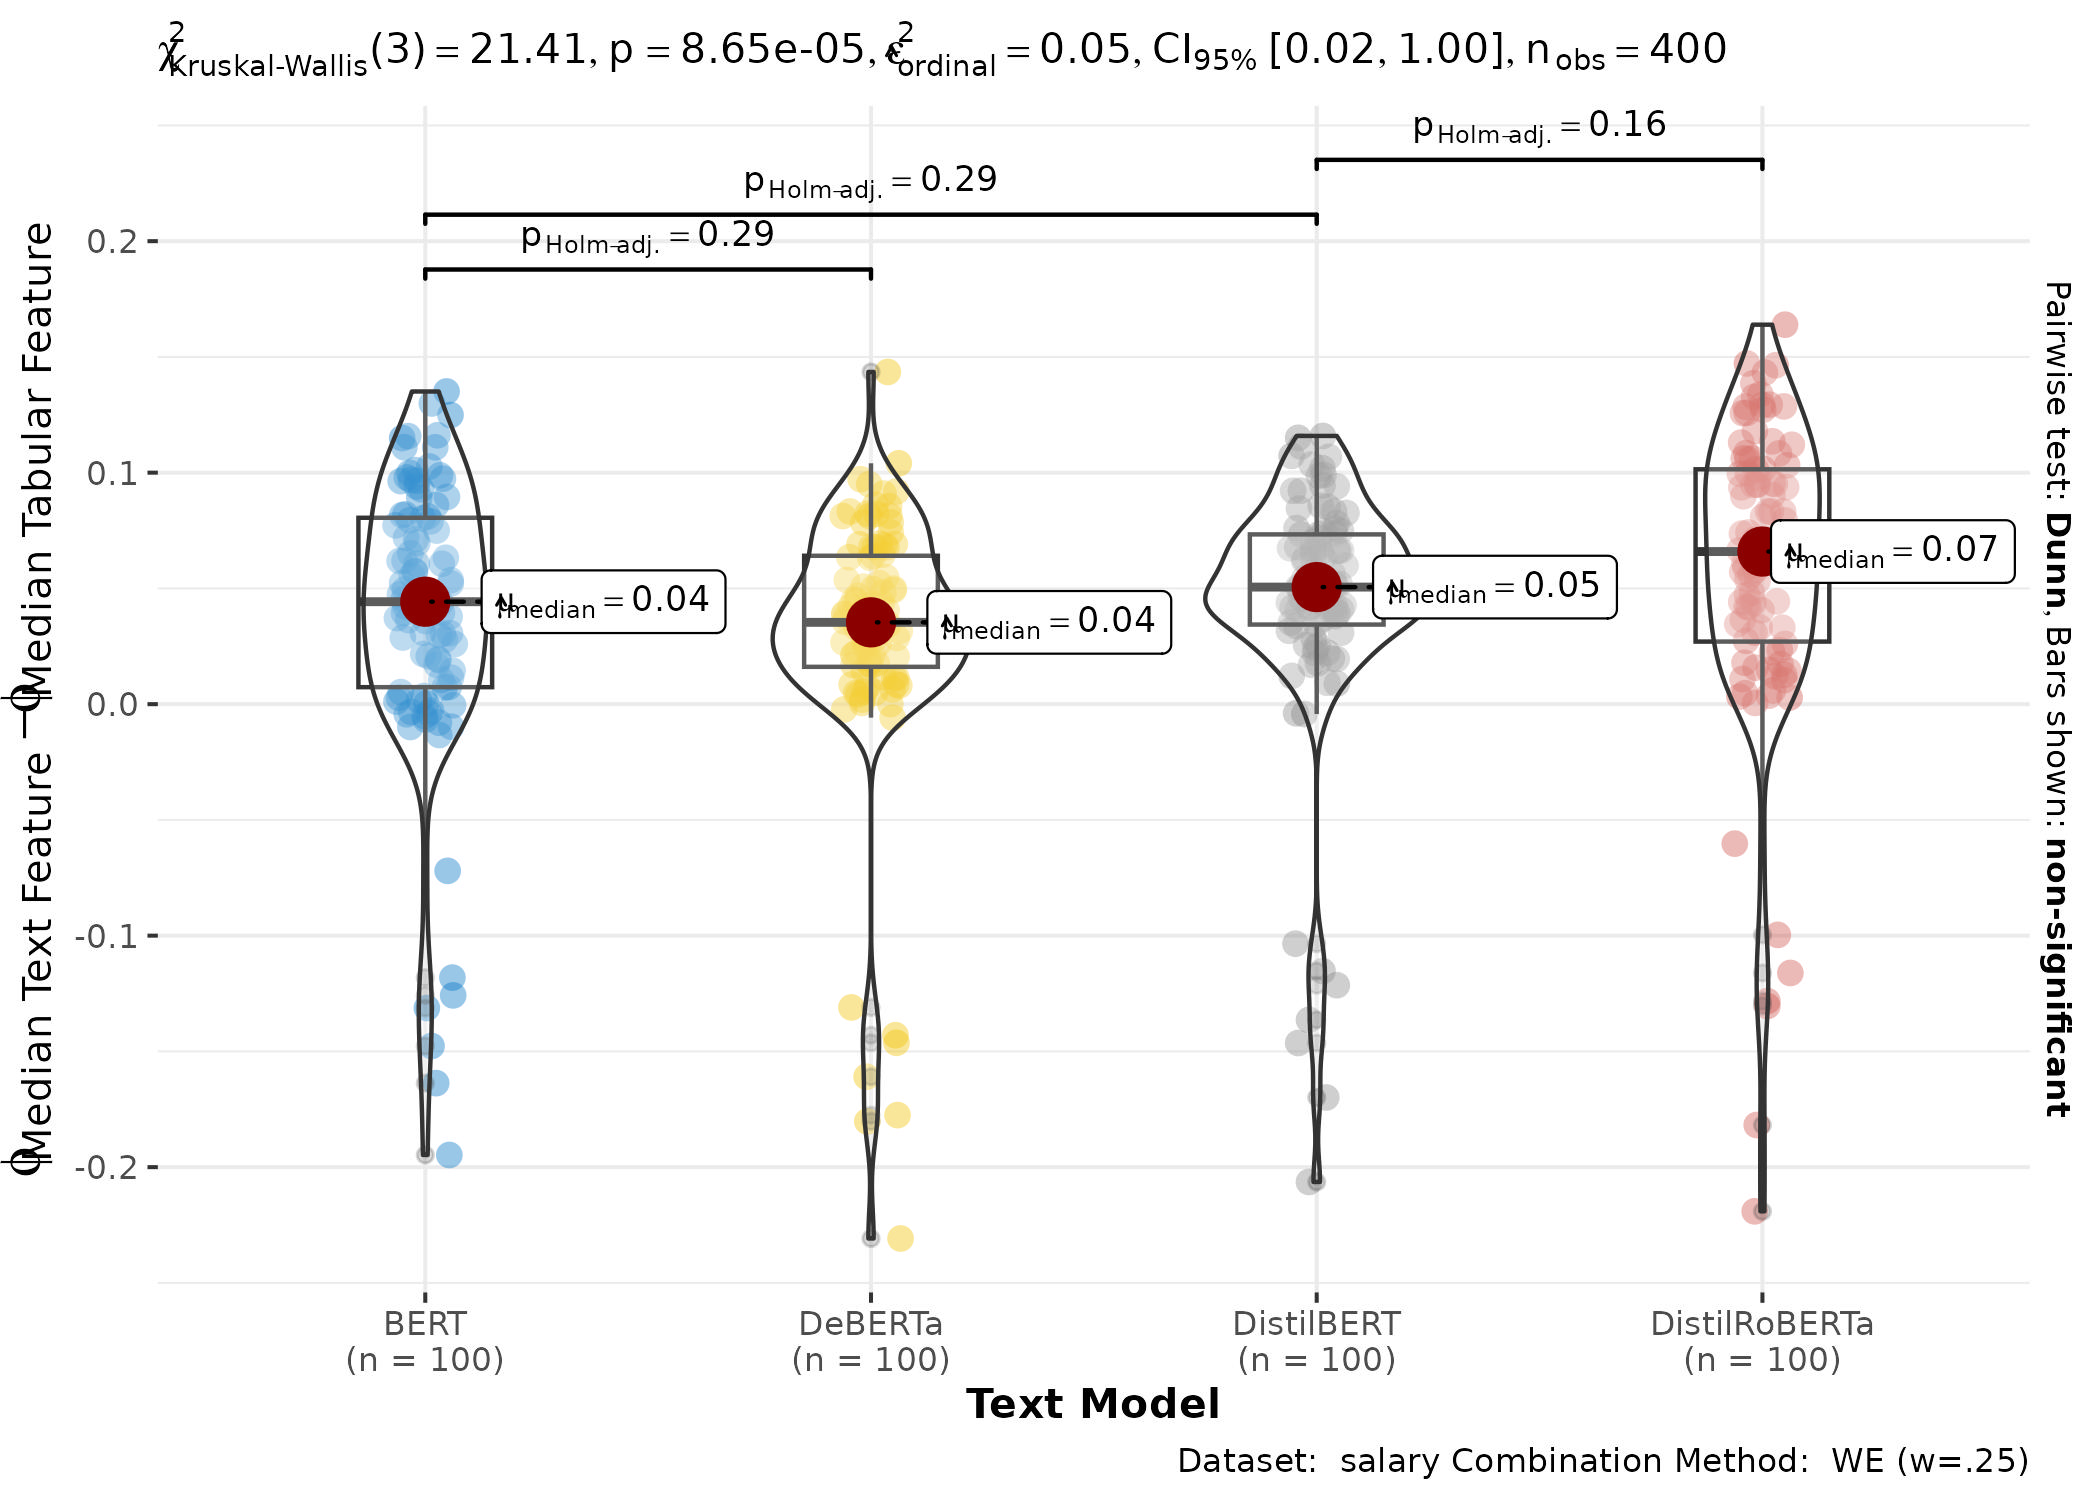 χ̂²Kruskal-Wallis(3) = 21.41, p = 8.65e-05, ε̂²ordinal = 0.05, CI95% [0.02, 1.00], nobs = 400
pHolm-adj. = 0.16
pHolm-adj. = 0.29
pHolm-adj. = 0.29
|ϕ|Median Text Feature − |ϕ|Median Tabular Feature
0.2
0.1
0.0
-0.1
-0.2
μ̂median = 0.04
μ̂median = 0.04
μ̂median = 0.05
μ̂median = 0.07
Pairwise test: Dunn, Bars shown: non-significant
BERT
(n = 100)
DeBERTa
(n = 100)
DistilBERT
(n = 100)
DistilRoBERTa
(n = 100)
Text Model
Dataset:  salary Combination Method:  WE (w=.25)